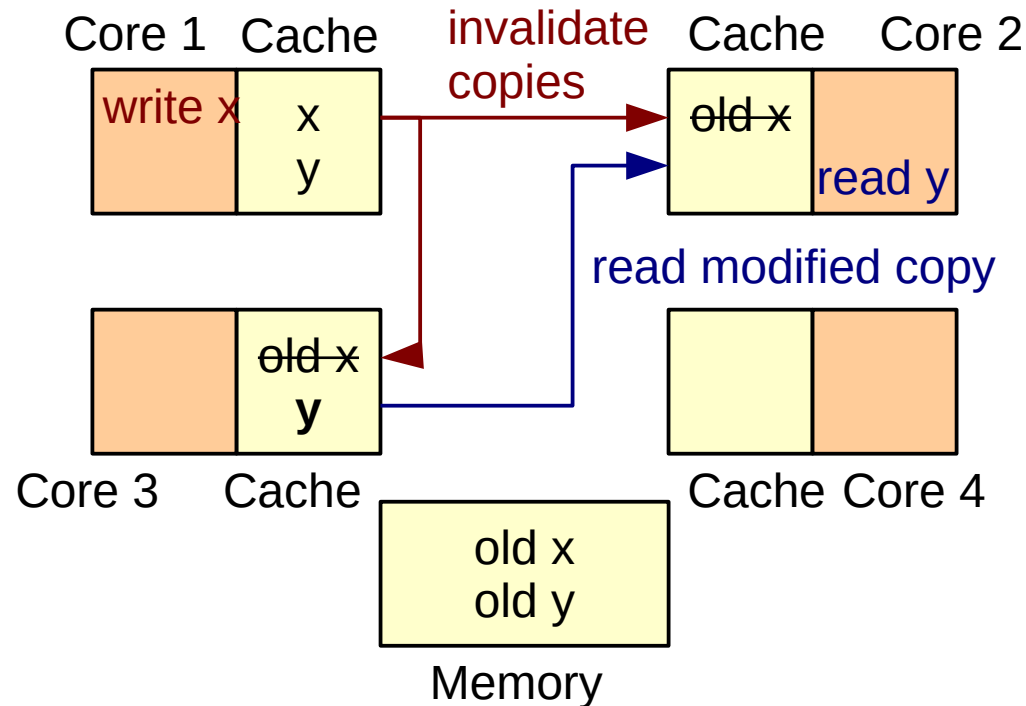 Core 1 Cache invalidate copies Cache Core 2
write x
x
y
old x
read y
read modified copy
old x
y
Core 3 Cache Cache Core 4
old x
old y
Memory